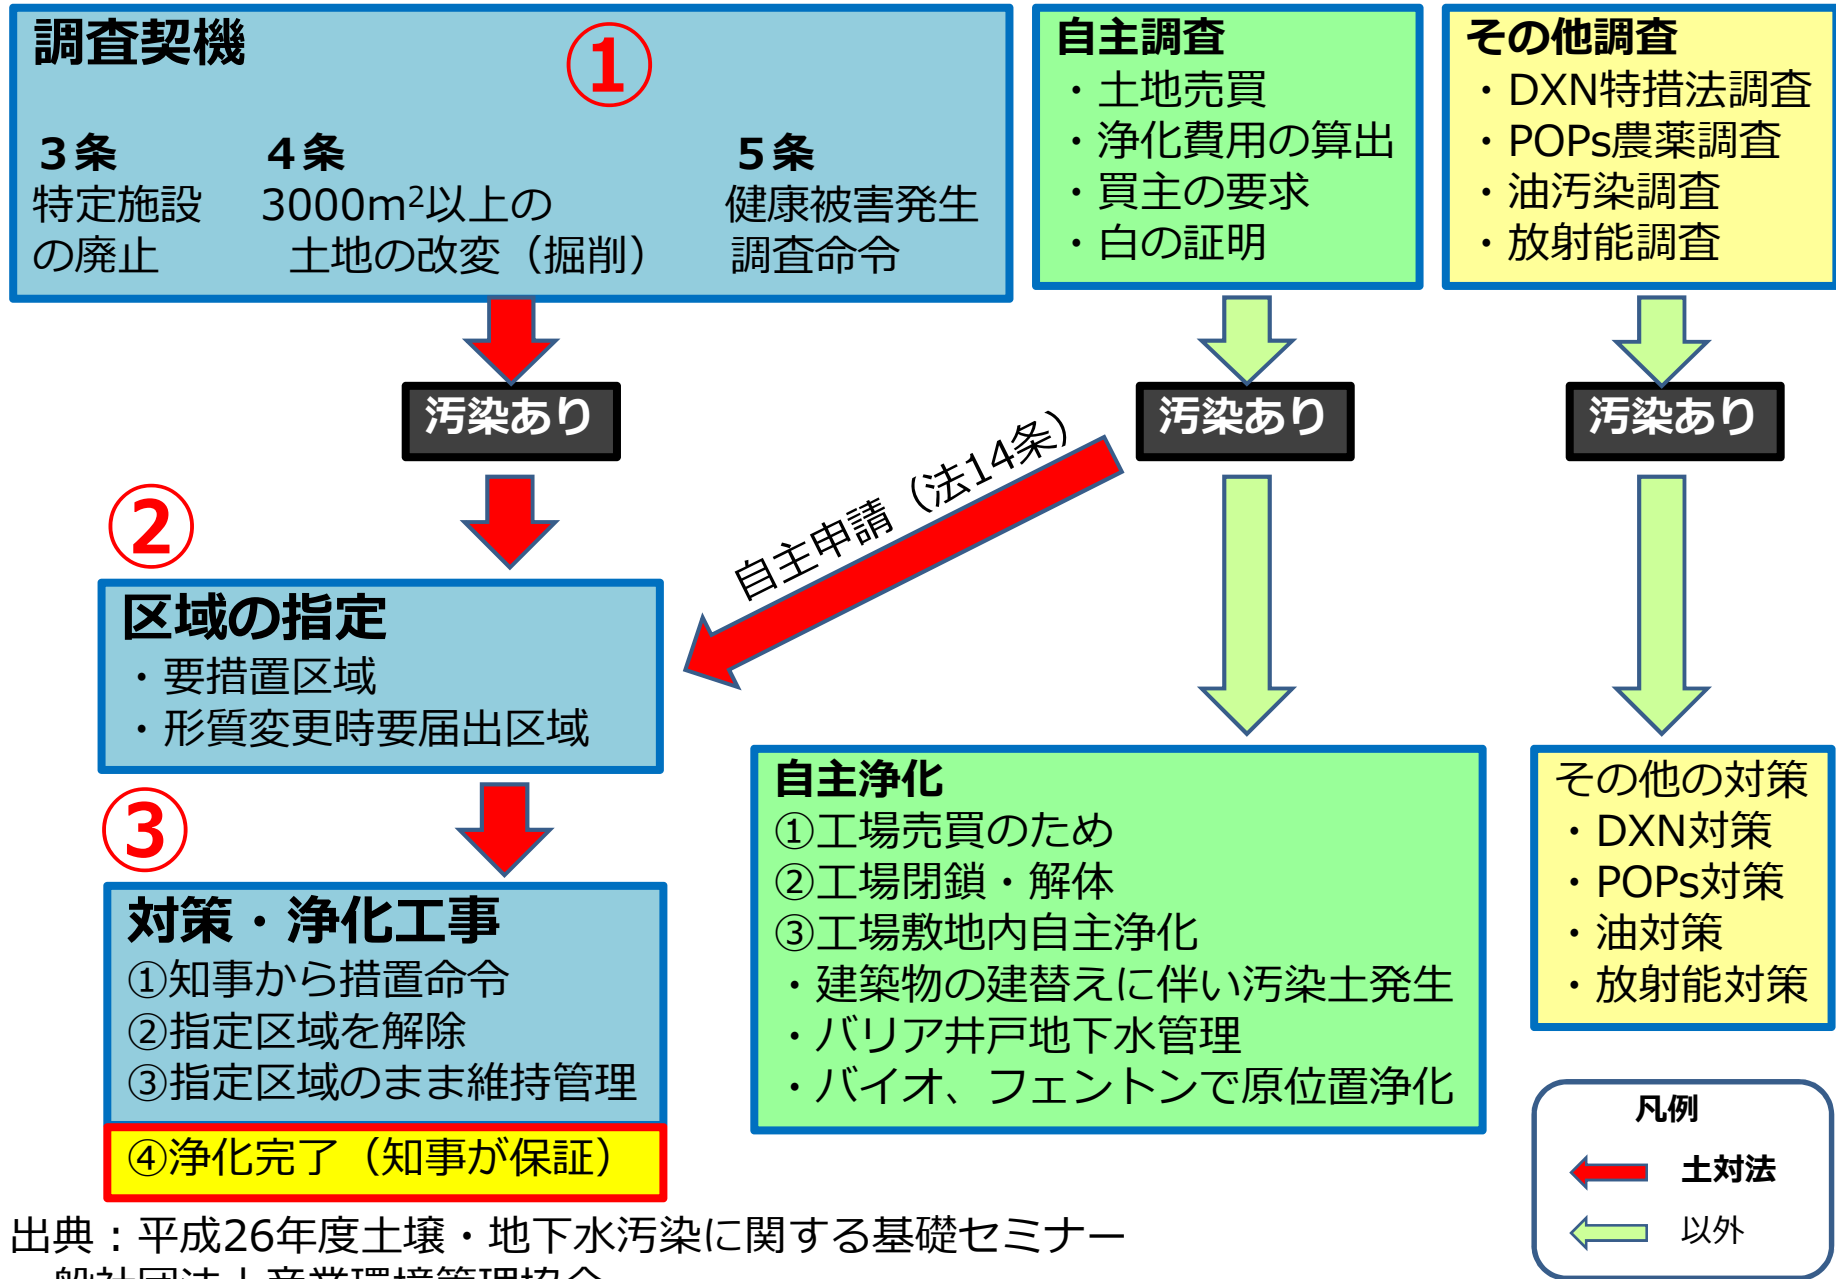 調査契機
①
3条 4条 5条
特定施設 3000m²以上の 健康被害発生
の廃止 土地の改変（掘削） 調査命令
自主調査
・土地売買
・浄化費用の算出
・買主の要求
・白の証明
その他調査
・DXN特措法調査
・POPs農薬調査
・油汚染調査
・放射能調査
汚染あり
汚染あり
汚染あり
自主申請（法14条）
②
区域の指定
・要措置区域
・形質変更時要届出区域
③
対策・浄化工事
①知事から措置命令
②指定区域を解除
③指定区域のまま維持管理
④浄化完了（知事が保証）
自主浄化
①工場売買のため
②工場閉鎖・解体
③工場敷地内自主浄化
・建築物の建替えに伴い汚染土発生
・バリア井戸地下水管理
・バイオ、フェントンで原位置浄化
その他の対策
・DXN対策
・POPs対策
・油対策
・放射能対策
凡例
土対法
以外
出典：平成26年度土壌・地下水汚染に関する基礎セミナー
一般社団法人産業環境管理協会